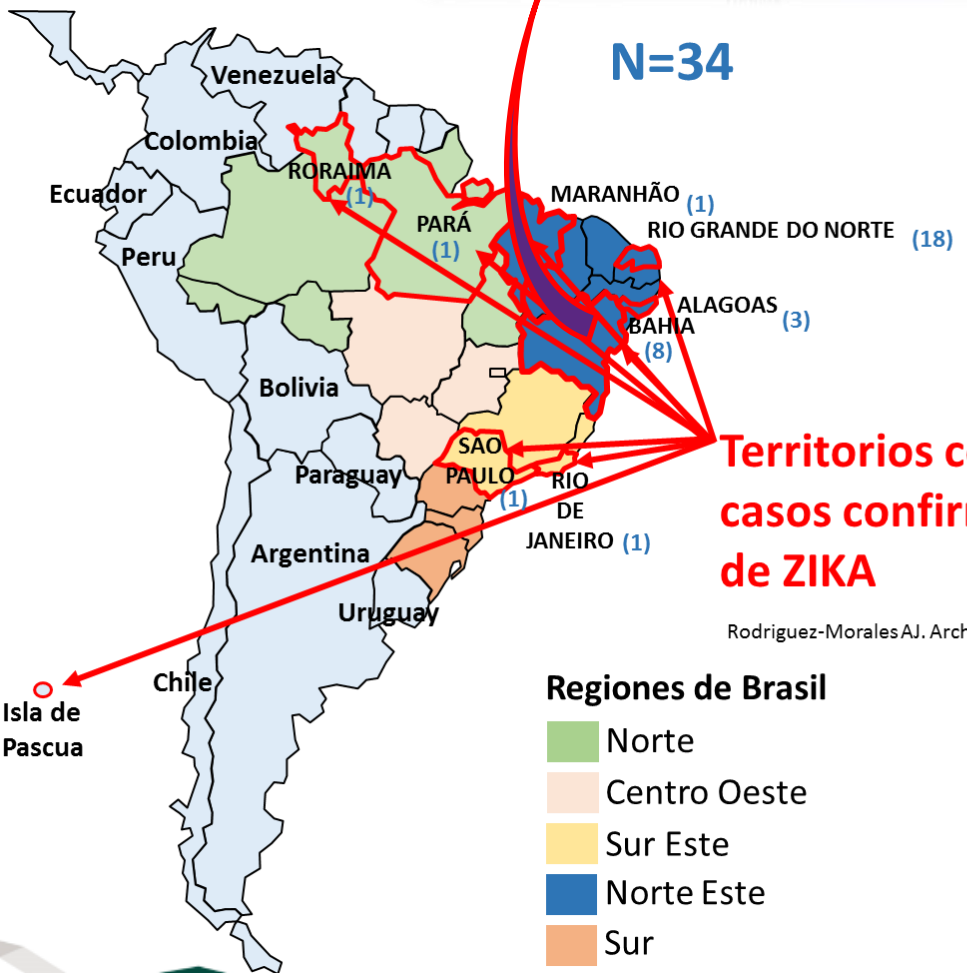 N=34
Venezuela
Colombia
RORAIMA
(1)
Ecuador
MARANHÃO (1)
PARÁ
(1)
RIO GRANDE DO NORTE (18)
Peru
ALAGOAS
(3)
BAHIA
(8)
Bolivia
SAO
PAULO
(1)
Paraguay
RIO
DE
JANEIRO (1)
Territorios c
casos confir
de ZIKA
Argentina
Uruguay
Rodriguez-Morales AJ. Arch
Chile
Isla de
Pascua
Regiones de Brasil
Norte
Centro Oeste
Sur Este
Norte Este
Sur